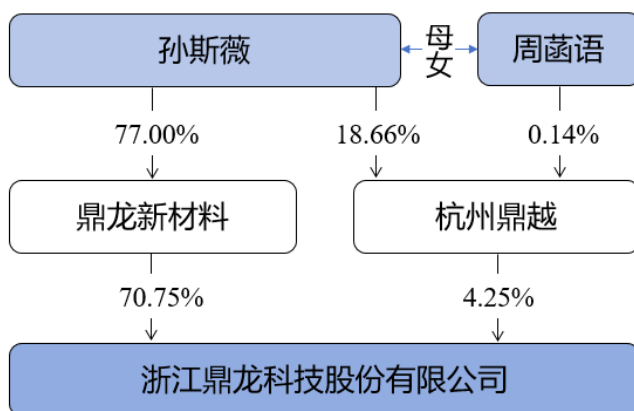 孙斯薇
母女
周菡语
77.00%
18.66%
0.14%
鼎龙新材料
杭州鼎越
70.75%
4.25%
浙江鼎龙科技股份有限公司